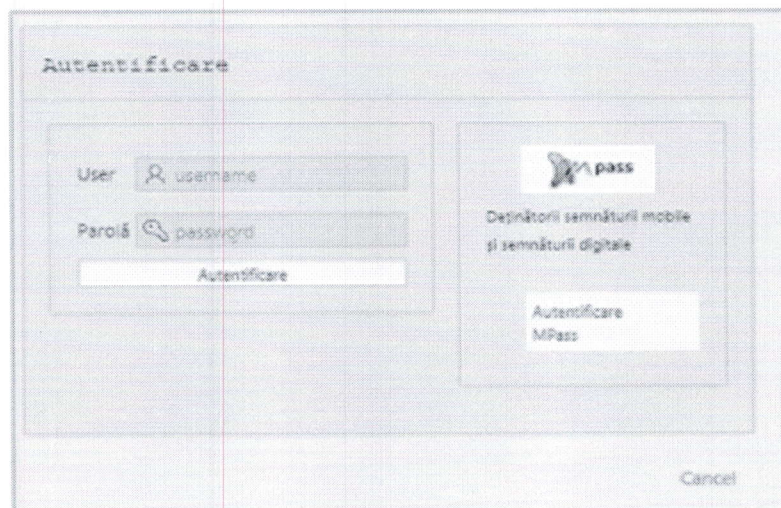 Autentificare
User
username
Parolă
password
Autentificare
pass
Deținătorii semnăturii mobile
și semnăturii digitale
Autentificare
MPass
Cancel